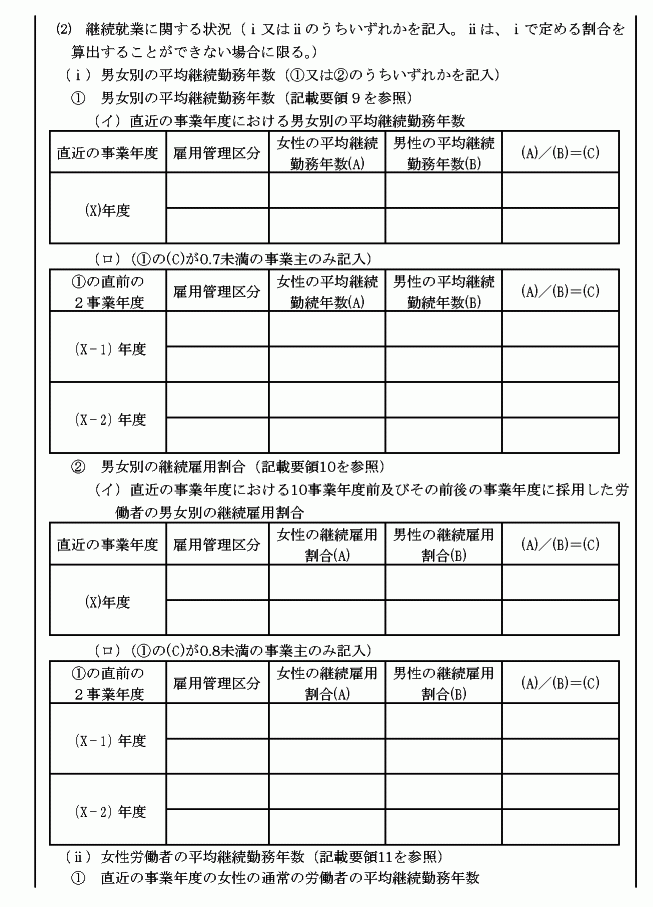 ⑵　継続就業に関する状況（ⅰ又はⅱのうちいずれかを記入。ⅱは、ⅰで定める割合を
算出することができない場合に限る。）
（ⅰ）男女別の平均継続勤務年数（①又は②のうちいずれかを記入）
①　男女別の平均継続勤務年数（記載要領９を参照）
（イ）直近の事業年度における男女別の平均継続勤務年数
直近の事業年度　雇用管理区分　女性の平均継続　男性の平均継続　(A)／(B)＝(C)
勤務年数(A)　勤務年数(B)
(X)年度
（ロ）（①の(C)が0.7未満の事業主のみ記入）
①の直前の　雇用管理区分　女性の平均継続　男性の平均継続　(A)／(B)＝(C)
２事業年度　勤続年数(A)　勤続年数(B)
(X－1) 年度
(X－2) 年度
②　男女別の継続雇用割合（記載要領10を参照）
（イ）直近の事業年度における10事業年度前及びその前後の事業年度に採用した労
働者の男女別の継続雇用割合
直近の事業年度　雇用管理区分　女性の継続雇用　男性の継続雇用　(A)／(B)＝(C)
割合(A)　割合(B)
(X)年度
（ロ）（①の(C)が0.8未満の事業主のみ記入）
①の直前の　雇用管理区分　女性の継続雇用　男性の継続雇用　(A)／(B)＝(C)
２事業年度　割合(A)　割合(B)
(X－1) 年度
(X－2) 年度
（ⅱ）女性労働者の平均継続勤務年数（記載要領11を参照）
①　直近の事業年度の女性の通常の労働者の平均継続勤務年数